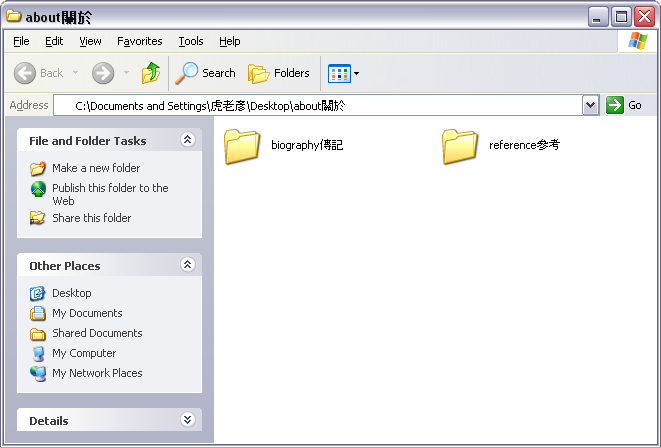 about關於
File Edit View Favorites Tools Help
Back Search Folders
Address C:\Documents and Settings\虎老彦\Desktop\about關於 Go
File and Folder Tasks
Make a new folder
Publish this folder to the
Web
Share this folder
Other Places
Desktop
My Documents
Shared Documents
My Computer
My Network Places
Details
biography傳記 reference参考